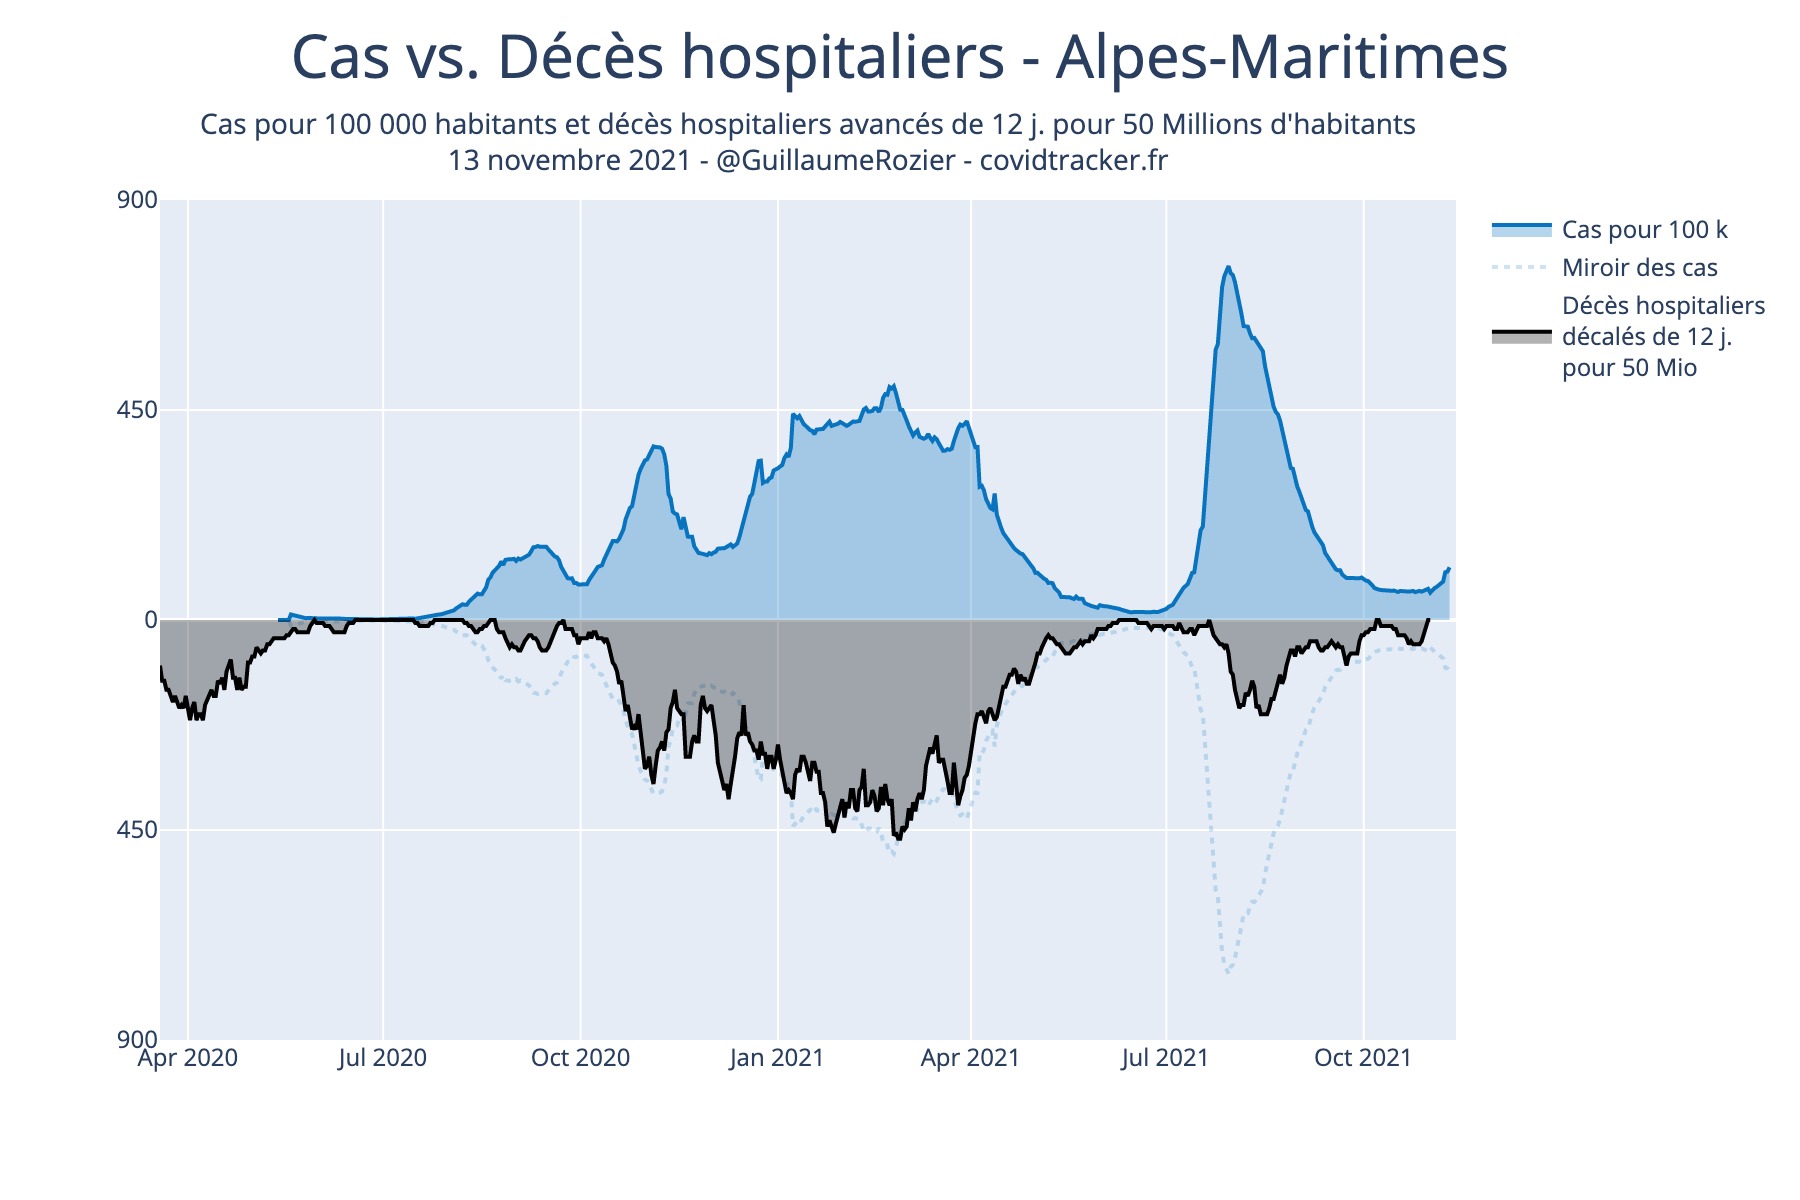 Cas vs. Décès hospitaliers - Alpes-Maritimes
Cas pour 100 000 habitants et décès hospitaliers avancés de 12 j. pour 50 Millions d'habitants
13 novembre 2021 - @GuillaumeRozier - covidtracker.fr
900
450
0
450
900
Apr 2020
Jul 2020
Oct 2020
Jan 2021
Apr 2021
Jul 2021
Oct 2021
Cas pour 100 k
Miroir des cas
Décès hospitaliers
décalés de 12 j.
pour 50 Mio